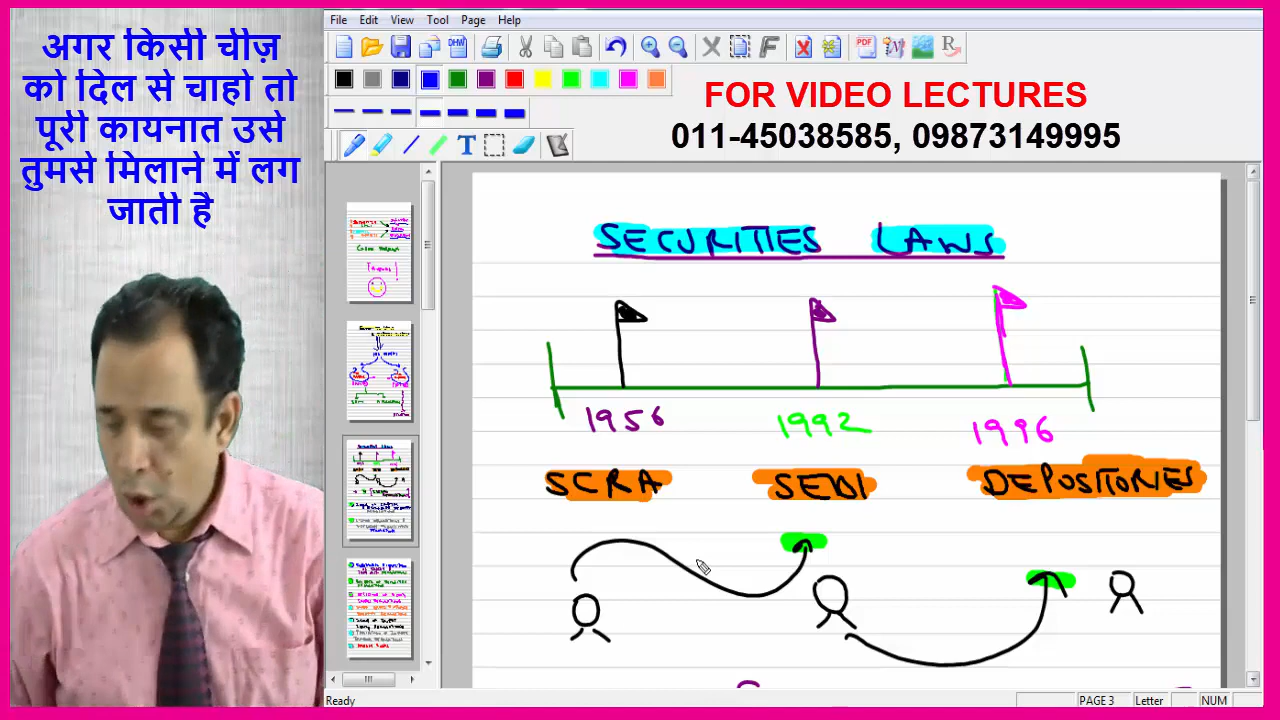 अगर किसी चीज़
को दिल से चाहो तो
पूरी कायनात उसे
तुमसे मिलाने में लग
जाती है
File Edit View Tool Page Help
FOR VIDEO LECTURES
011-45038585, 09873149995
SECURITIES LAWS
1956 1992 1996
SCRA SEBI DEPOSITORIES
Ready PAGE 3 Letter NUM